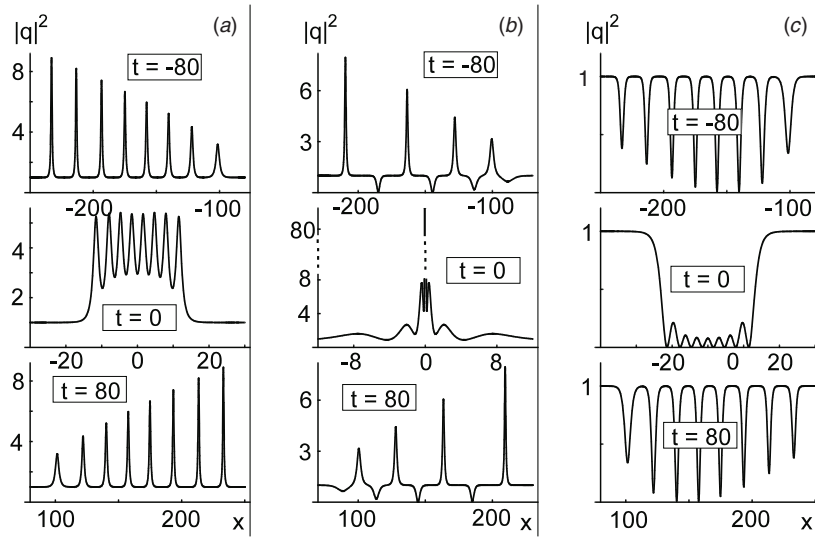 |q|² (a)
8
4
t = -80
-200 -100
4
2
t = 0
-20 0 20
8
4
t = 80
100 200 x
|q|² (b)
6
3
t = -80
-200 -100
80
8
4
t = 0
-8 0 8
6
3
t = 80
100 200 x
|q|² (c)
1
t = -80
-200 -100
1
t = 0
-20 0 20
1
t = 80
100 200 x